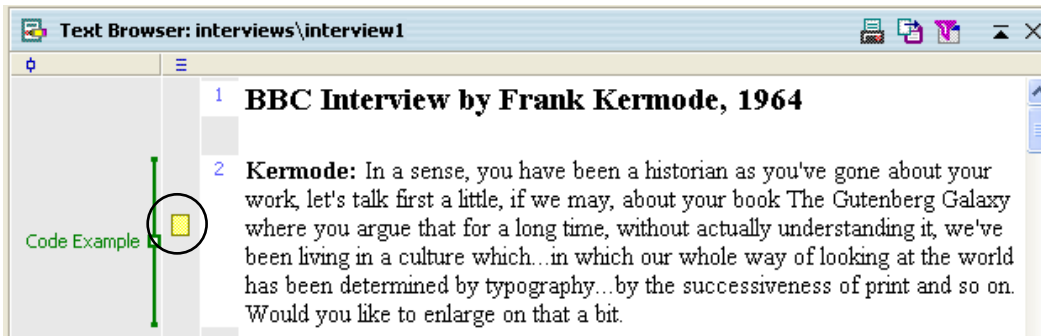 Text Browser: interviews\interview1
1 BBC Interview by Frank Kermode, 1964
2 Kermode: In a sense, you have been a historian as you've gone about your
work, let's talk first a little, if we may, about your book The Gutenberg Galaxy
where you argue that for a long time, without actually understanding it, we've
Code Example
been living in a culture which...in which our whole way of looking at the world
has been determined by typography...by the successiveness of print and so on.
Would you like to enlarge on that a bit.